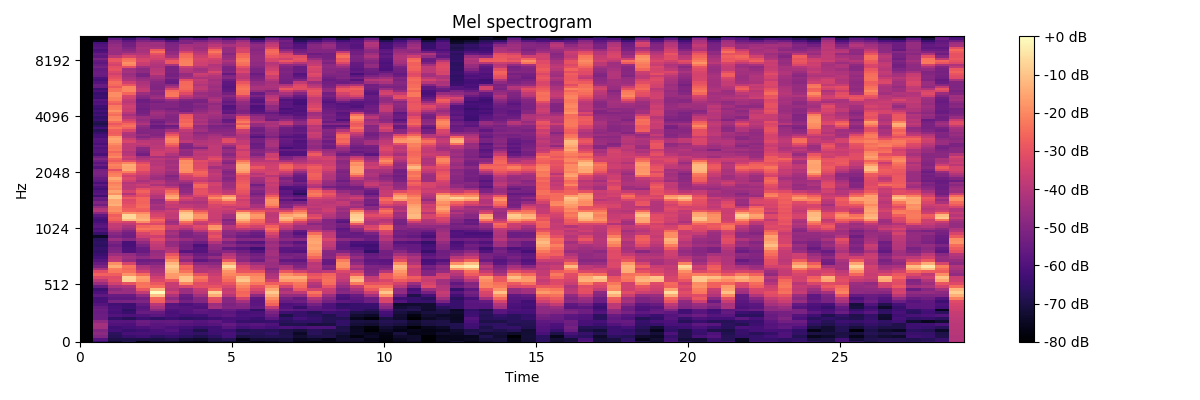 Mel spectrogram
8192
4096
2048
1024
512
0
Hz
0 5 10 15 20 25
Time
+0 dB
-10 dB
-20 dB
-30 dB
-40 dB
-50 dB
-60 dB
-70 dB
-80 dB